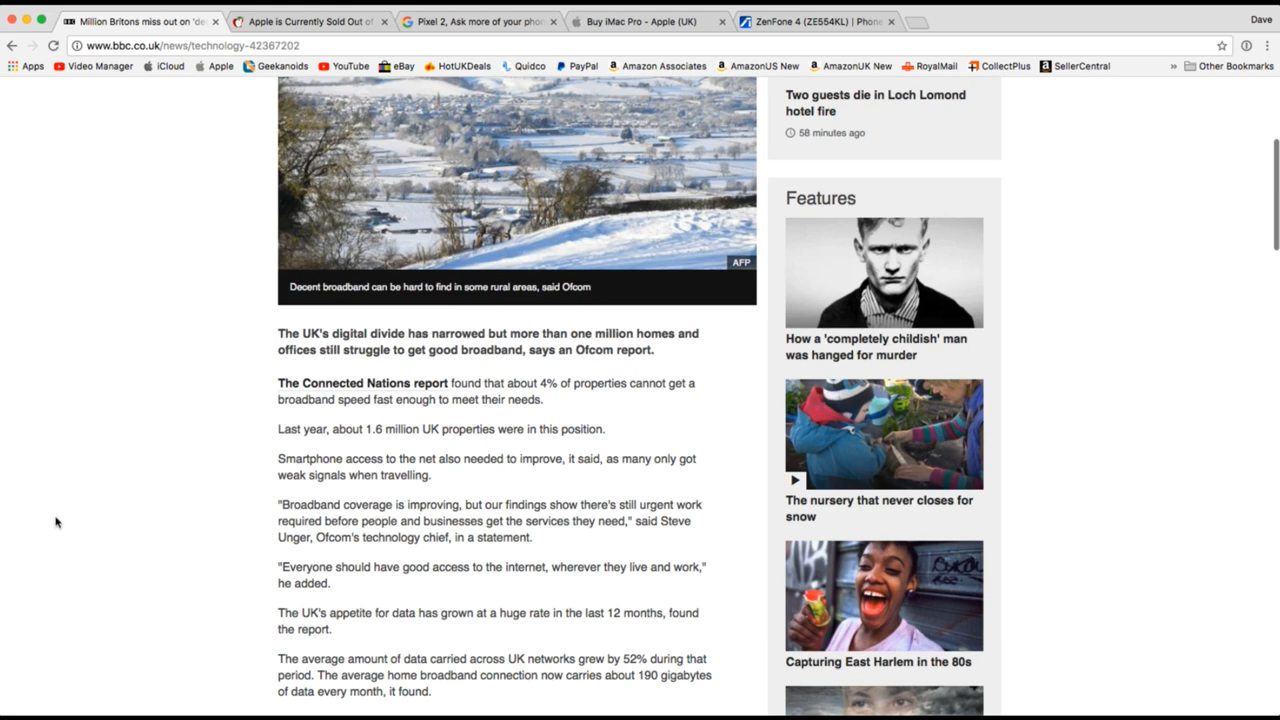 Million Britons miss out on 'de
Apple is Currently Sold Out of
Pixel 2, Ask more of your phon
Buy iMac Pro - Apple (UK)
ZenFone 4 (ZE554KL) | Phone
Dave
www.bbc.co.uk/news/technology-42367202
Apps
Video Manager
iCloud
Apple
Geekanoids
YouTube
eBay
HotUKDeals
Quidco
PayPal
Amazon Associates
AmazonUS New
AmazonUK New
RoyalMail
CollectPlus
SellerCentral
»
Other Bookmarks
AFP
Decent broadband can be hard to find in some rural areas, said Ofcom
The UK's digital divide has narrowed but more than one million homes and
offices still struggle to get good broadband, says an Ofcom report.
The Connected Nations report found that about 4% of properties cannot get a
broadband speed fast enough to meet their needs.
Last year, about 1.6 million UK properties were in this position.
Smartphone access to the net also needed to improve, it said, as many only got
weak signals when travelling.
"Broadband coverage is improving, but our findings show there's still urgent work
required before people and businesses get the services they need," said Steve
Unger, Ofcom's technology chief, in a statement.
"Everyone should have good access to the internet, wherever they live and work,"
he added.
The UK's appetite for data has grown at a huge rate in the last 12 months, found
the report.
The average amount of data carried across UK networks grew by 52% during that
period. The average home broadband connection now carries about 190 gigabytes
of data every month, it found.
Two guests die in Loch Lomond
hotel fire
58 minutes ago
Features
How a 'completely childish' man
was hanged for murder
The nursery that never closes for
snow
Capturing East Harlem in the 80s